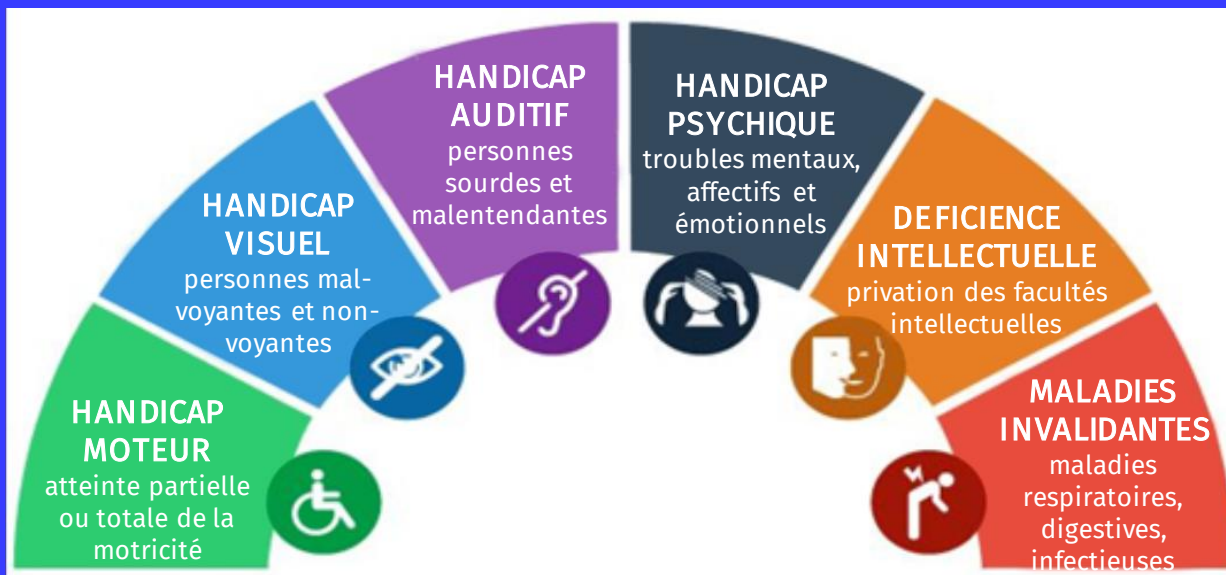 HANDICAP
MOTEUR
atteinte partielle
ou totale de la
motricité
HANDICAP
VISUEL
personnes mal-
voyantes et non-
voyantes
HANDICAP
AUDITIF
personnes
sourdes et
malentendantes
HANDICAP
PSYCHIQUE
troubles mentaux,
affectifs et
émotionnels
DEFICIENCE
INTELLECTUELLE
privation des facultés
intellectuelles
MALADIES
INVALIDANTES
maladies
respiratoires,
digestives,
infectieuses